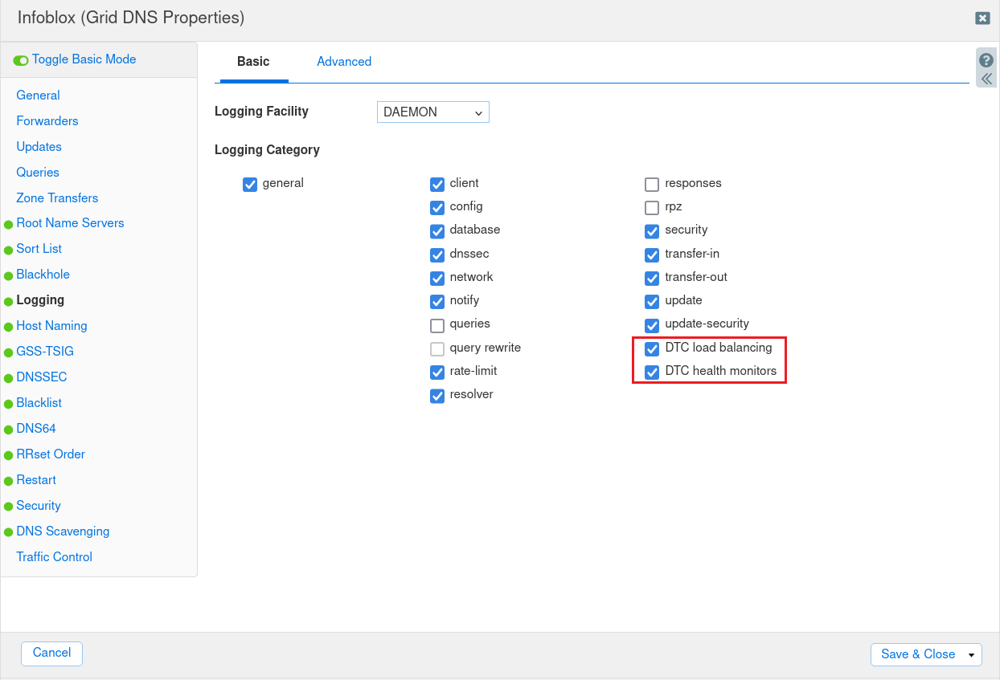 Infoblox (Grid DNS Properties)
Toggle Basic Mode
General
Forwarders
Updates
Queries
Zone Transfers
Root Name Servers
Sort List
Blackhole
Logging
Host Naming
GSS-TSIG
DNSSEC
Blacklist
DNS64
RRset Order
Restart
Security
DNS Scavenging
Traffic Control
Basic Advanced
Logging Facility DAEMON
Logging Category
general
client
config
database
dnssec
network
notify
queries
query rewrite
rate-limit
resolver
responses
rpz
security
transfer-in
transfer-out
update
update-security
DTC load balancing
DTC health monitors
?
Cancel Save & Close